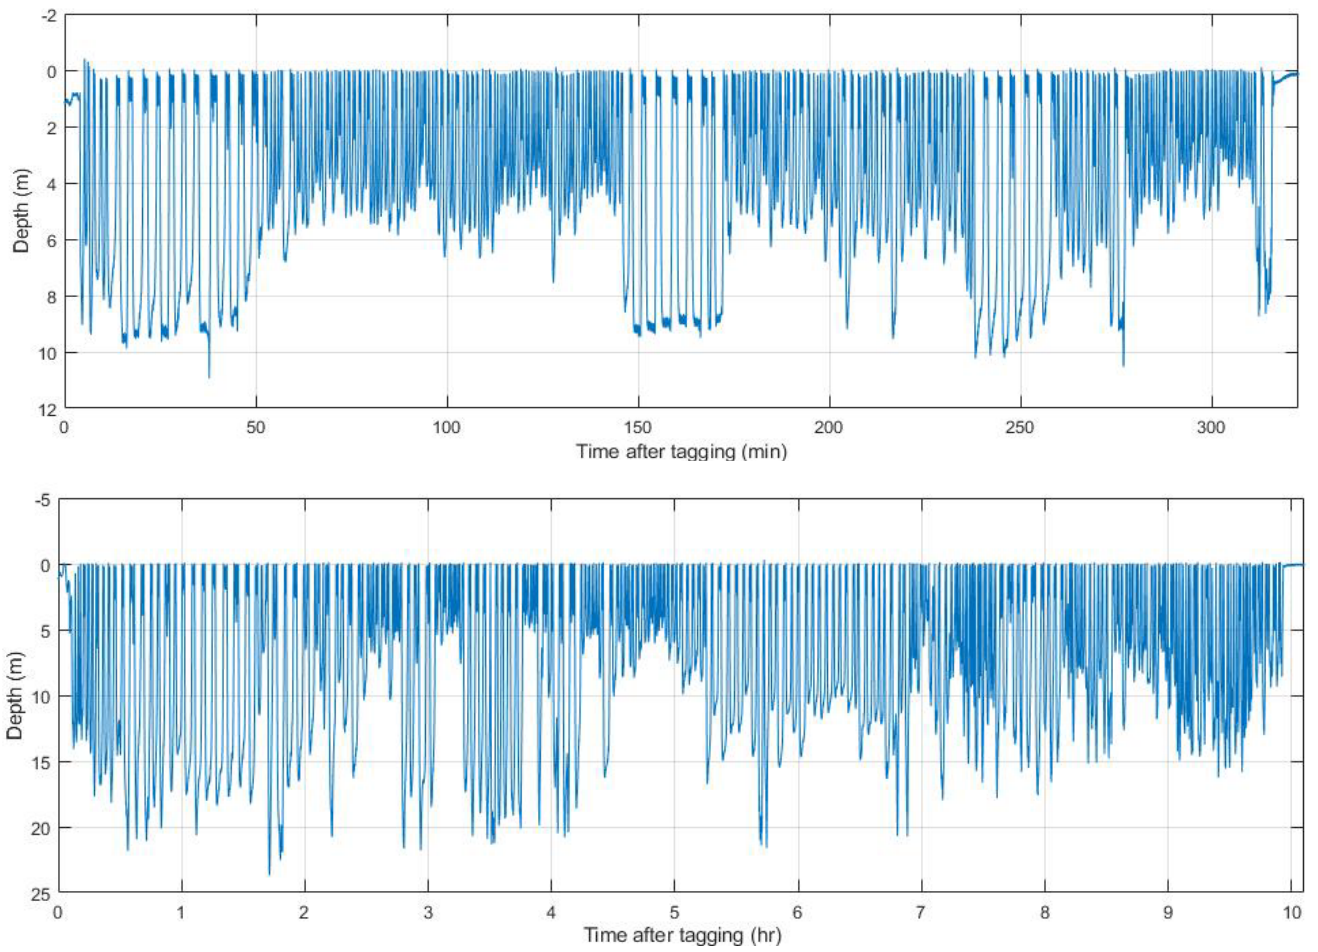 -2
0
2
4
6
8
10
12
Depth (m)
0 50 100 150 200 250 300
Time after tagging (min)
-5
0
5
10
15
20
25
Depth (m)
0 1 2 3 4 5 6 7 8 9 10
Time after tagging (hr)